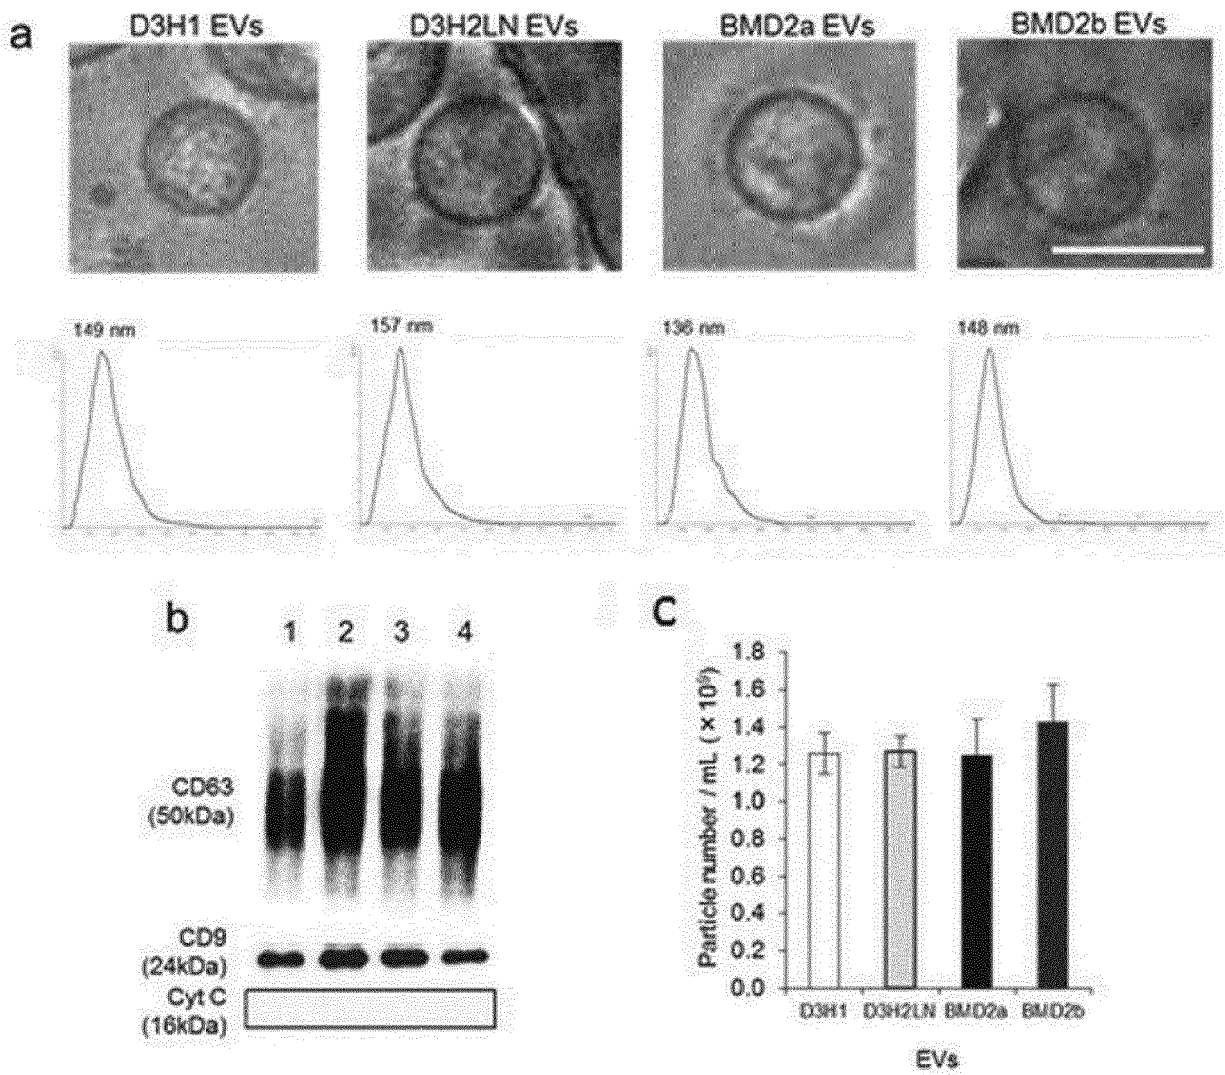 a
D3H1 EVs D3H2LN EVs BMD2a EVs BMD2b EVs
149 nm 157 nm 136 nm 148 nm
b
1 2 3 4
CD63
(50kDa)
CD9
(24kDa)
Cyt C
(16kDa)
c
Particle number / mL (×10⁹)
1.8
1.6
1.4
1.2
1.0
0.8
0.6
0.4
0.2
0.0
D3H1 D3H2LN BMD2a BMD2b
EVs